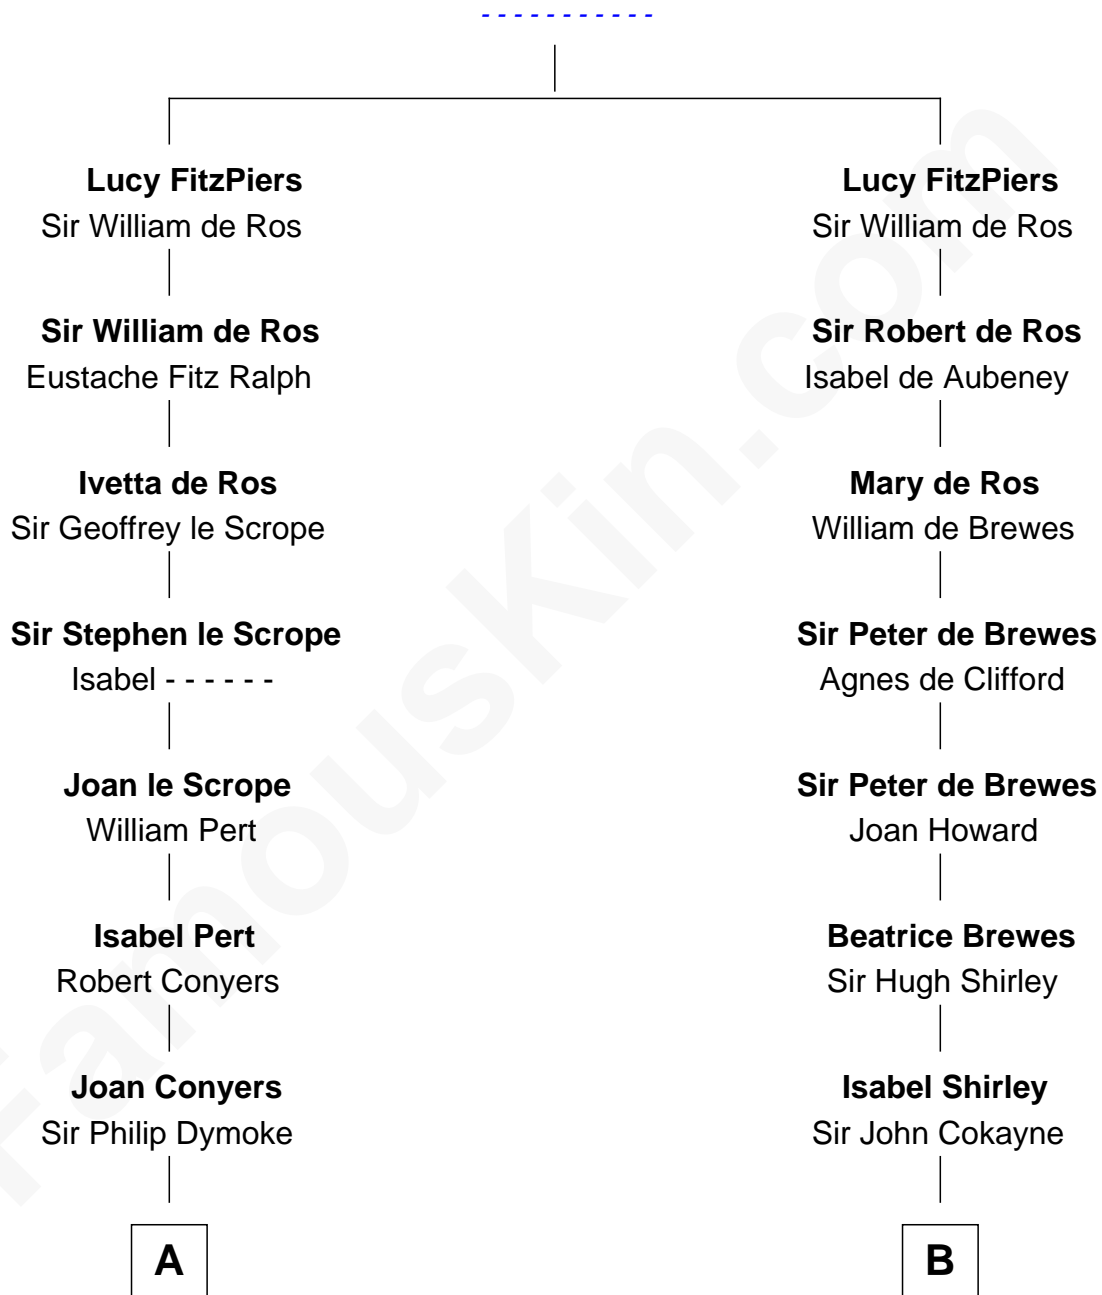 - - - - - - - - - - -
Lucy FitzPiers
Sir William de Ros
Sir William de Ros
Eustache Fitz Ralph
Ivetta de Ros
Sir Geoffrey le Scrope
Sir Stephen le Scrope
Isabel - - - - - -
Joan le Scrope
William Pert
Isabel Pert
Robert Conyers
Joan Conyers
Sir Philip Dymoke
A
Lucy FitzPiers
Sir William de Ros
Sir Robert de Ros
Isabel de Aubeney
Mary de Ros
William de Brewes
Sir Peter de Brewes
Agnes de Clifford
Sir Peter de Brewes
Joan Howard
Beatrice Brewes
Sir Hugh Shirley
Isabel Shirley
Sir John Cokayne
B
FamousKin.com